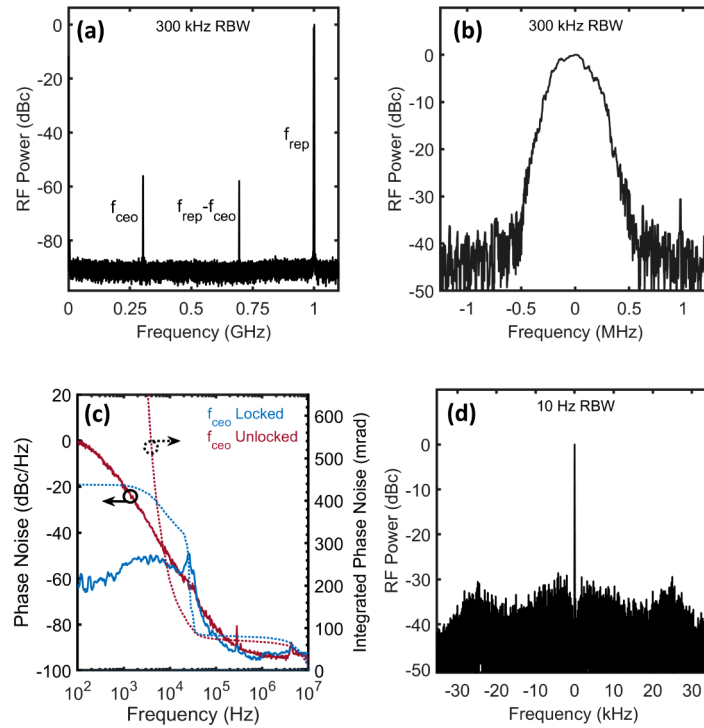 (a)
300 kHz RBW
0
-20
-40
-60
-80
RF Power (dBc)
f_ceo
f_rep-f_ceo
f_rep
0 0.25 0.5 0.75 1
Frequency (GHz)
(b)
300 kHz RBW
0
-10
-20
-30
-40
-50
RF Power (dBc)
-1 -0.5 0 0.5 1
Frequency (MHz)
(c)
f_ceo Locked
f_ceo Unlocked
20
0
-20
-40
-60
-80
-100
Phase Noise (dBc/Hz)
600
500
400
300
200
100
0
Integrated Phase Noise (mrad)
10^2 10^3 10^4 10^5 10^6 10^7
Frequency (Hz)
(d)
10 Hz RBW
0
-10
-20
-30
-40
-50
RF Power (dBc)
-30 -20 -10 0 10 20 30
Frequency (kHz)